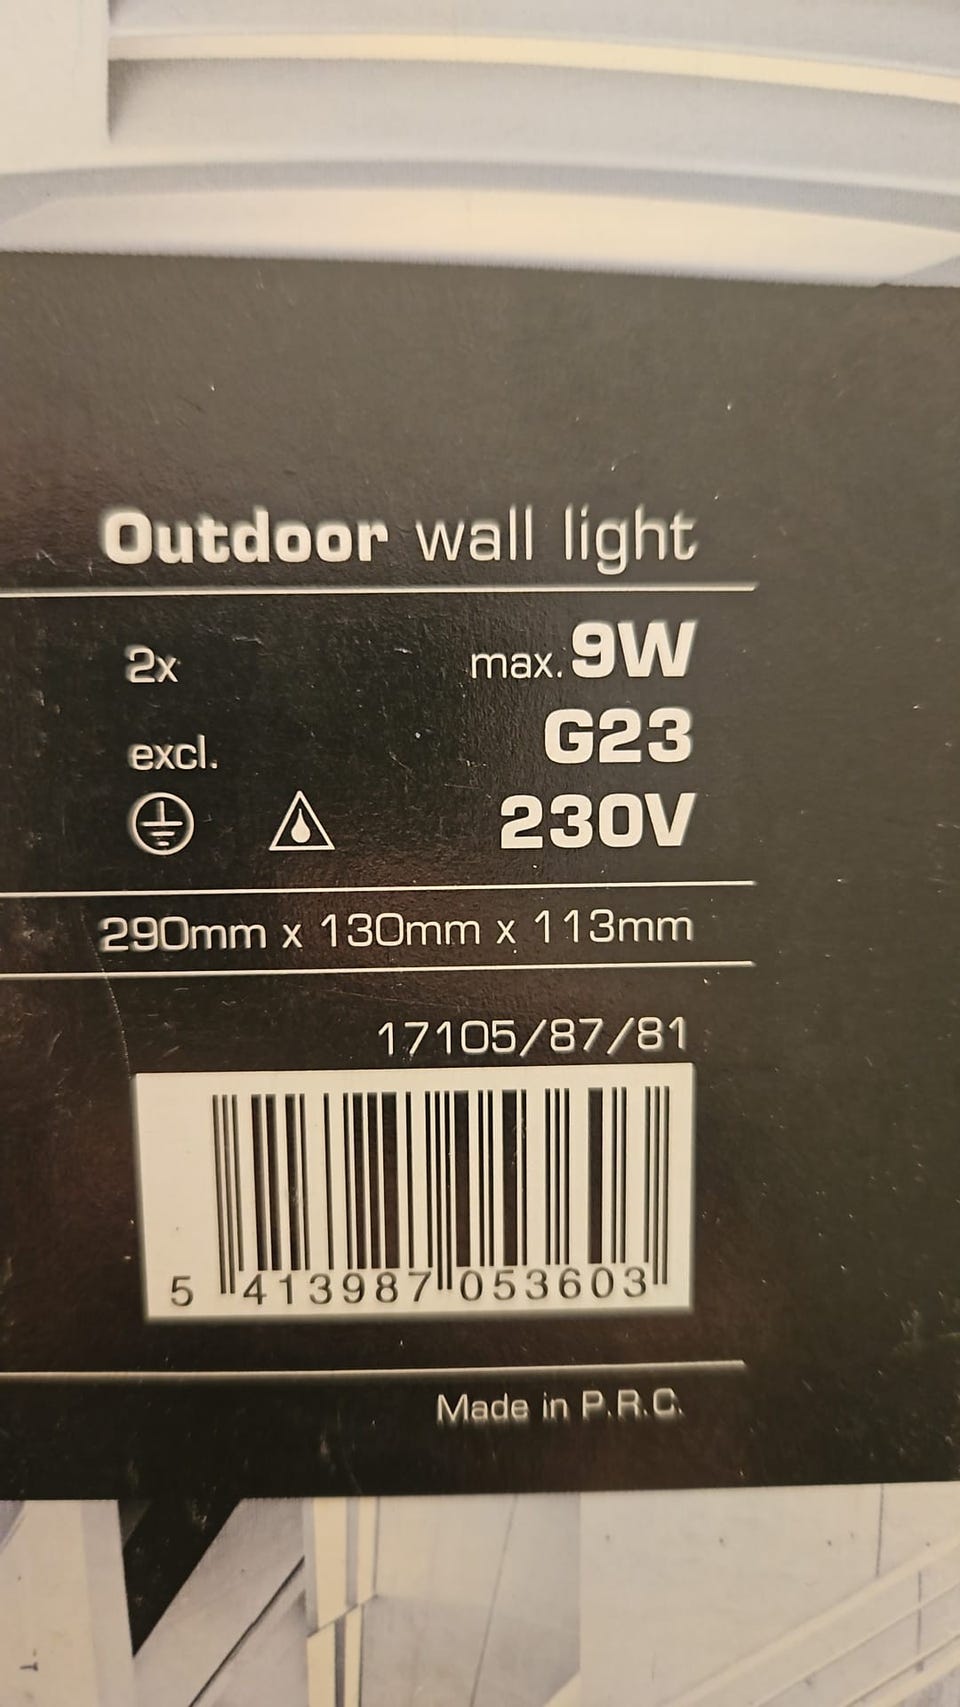 Outdoor wall light
2x max. 9W
excl. G23
230V
290mm x 130mm x 113mm
17105/87/81
5 413987 053603
Made in P.R.C.